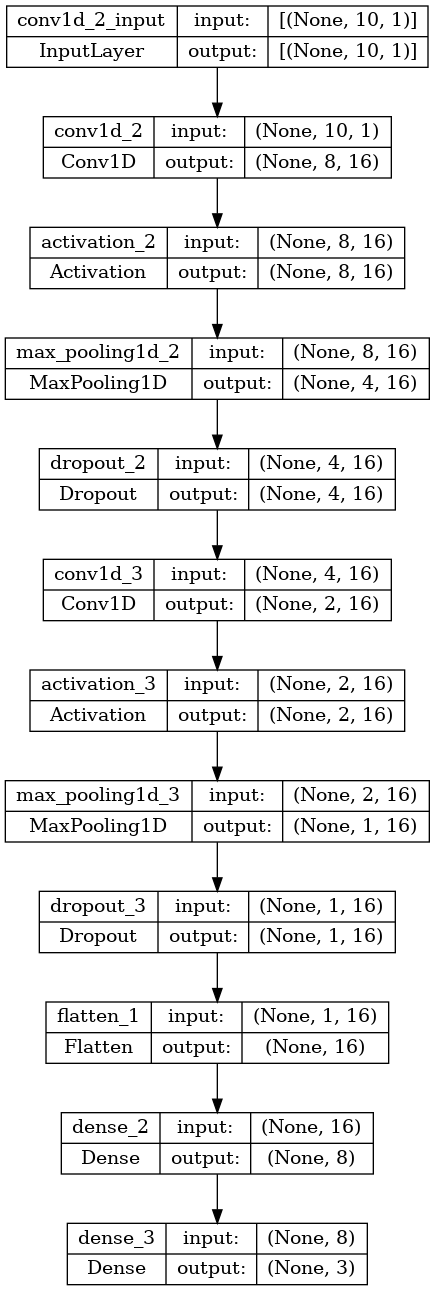 conv1d_2_input input: [(None, 10, 1)]
InputLayer output: [(None, 10, 1)]
conv1d_2 input: (None, 10, 1)
Conv1D output: (None, 8, 16)
activation_2 input: (None, 8, 16)
Activation output: (None, 8, 16)
max_pooling1d_2 input: (None, 8, 16)
MaxPooling1D output: (None, 4, 16)
dropout_2 input: (None, 4, 16)
Dropout output: (None, 4, 16)
conv1d_3 input: (None, 4, 16)
Conv1D output: (None, 2, 16)
activation_3 input: (None, 2, 16)
Activation output: (None, 2, 16)
max_pooling1d_3 input: (None, 2, 16)
MaxPooling1D output: (None, 1, 16)
dropout_3 input: (None, 1, 16)
Dropout output: (None, 1, 16)
flatten_1 input: (None, 1, 16)
Flatten output: (None, 16)
dense_2 input: (None, 16)
Dense output: (None, 8)
dense_3 input: (None, 8)
Dense output: (None, 3)